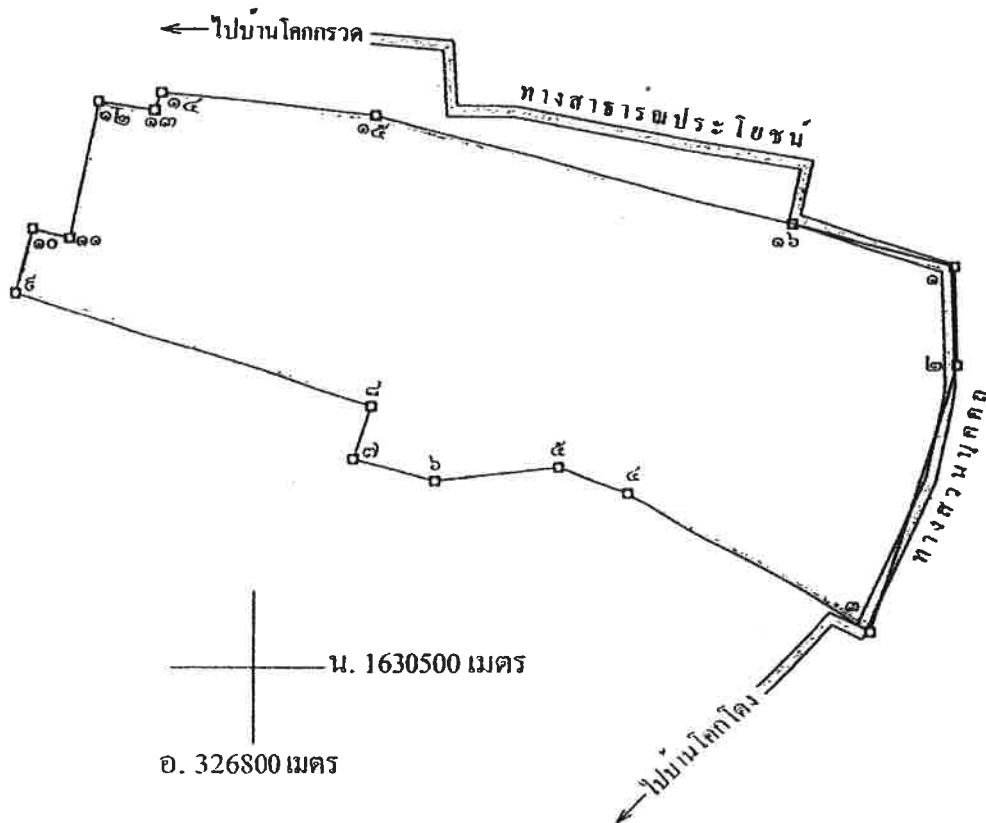 ไปบ้านโคกกรวด
ทางสาธารณประโยชน์
๑๒
๑๓
๑๔
๑๕
๑๖
๑๐
๑๑
๙
๑
๒
๘
๗
๖
๕
๔
๓
ทางส่วนบุคคล
น. 1630500 เมตร
อ. 326800 เมตร
ไปบ้านโคกโดง